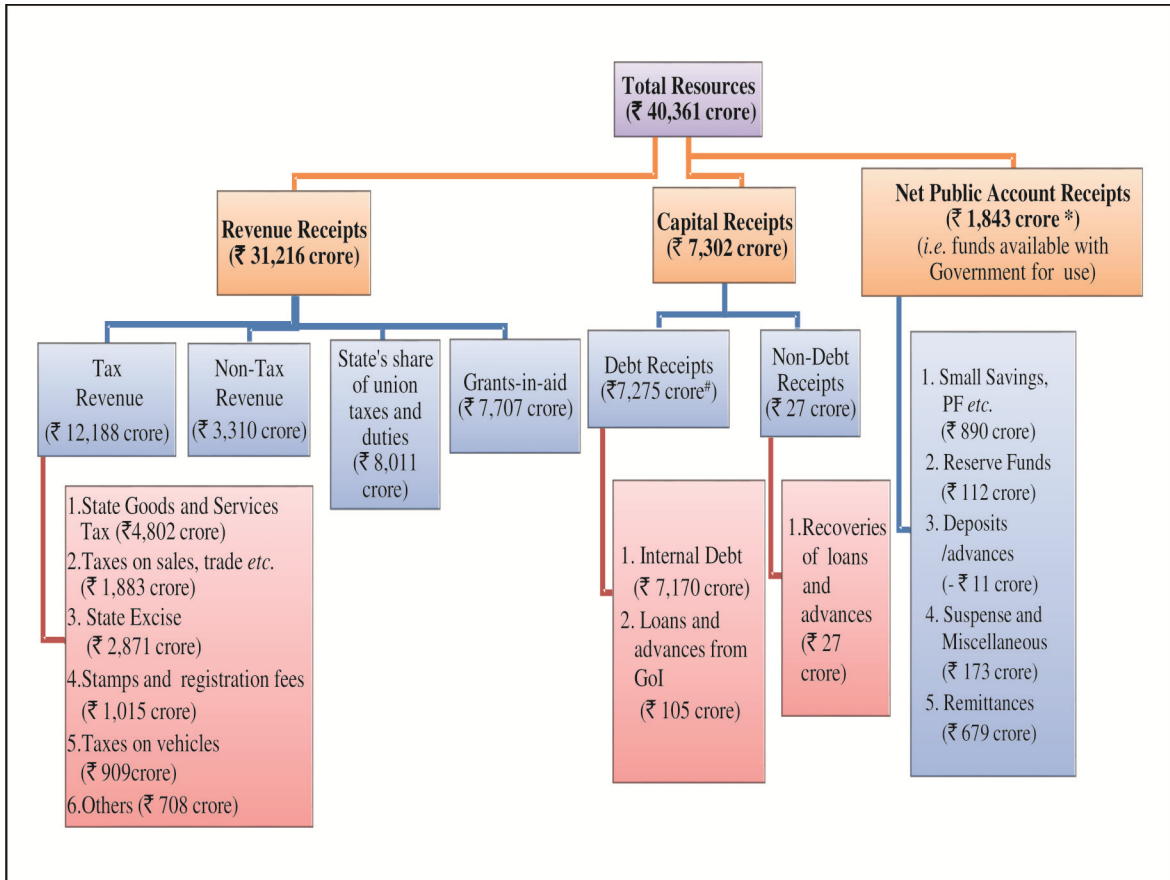 Total Resources
(₹ 40,361 crore)
Revenue Receipts
(₹ 31,216 crore)
Capital Receipts
(₹ 7,302 crore)
Net Public Account Receipts
(₹ 1,843 crore *)
(i.e. funds available with
Government for use)
Tax
Revenue
(₹ 12,188 crore)
Non-Tax
Revenue
(₹ 3,310 crore)
State's share
of union
taxes and
duties
(₹ 8,011
crore)
Grants-in-aid
(₹ 7,707 crore)
Debt Receipts
(₹7,275 crore#)
Non-Debt
Receipts
(₹ 27 crore)
1.State Goods and Services
Tax (₹4,802 crore)
2.Taxes on sales, trade etc.
(₹ 1,883 crore)
3. State Excise
(₹ 2,871 crore)
4.Stamps and registration fees
(₹ 1,015 crore)
5.Taxes on vehicles
(₹ 909crore)
6.Others (₹ 708 crore)
1. Internal Debt
(₹ 7,170 crore)
2. Loans and
advances from
GoI
(₹ 105 crore)
1.Recoveries
of loans
and
advances
(₹ 27
crore)
1. Small Savings,
PF etc.
(₹ 890 crore)
2. Reserve Funds
(₹ 112 crore)
3. Deposits
/advances
(- ₹ 11 crore)
4. Suspense and
Miscellaneous
(₹ 173 crore)
5. Remittances
(₹ 679 crore)